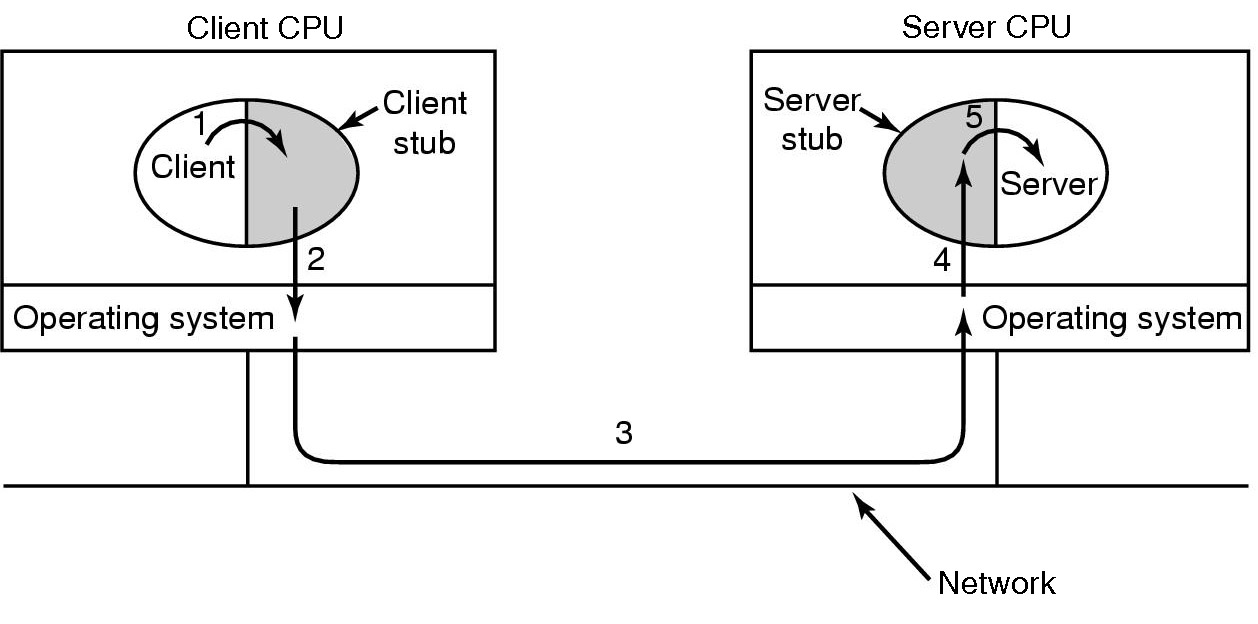 Client CPU
Server CPU
Client
stub
1
Client
2
Operating system
Server
stub
5
Server
4
Operating system
3
Network